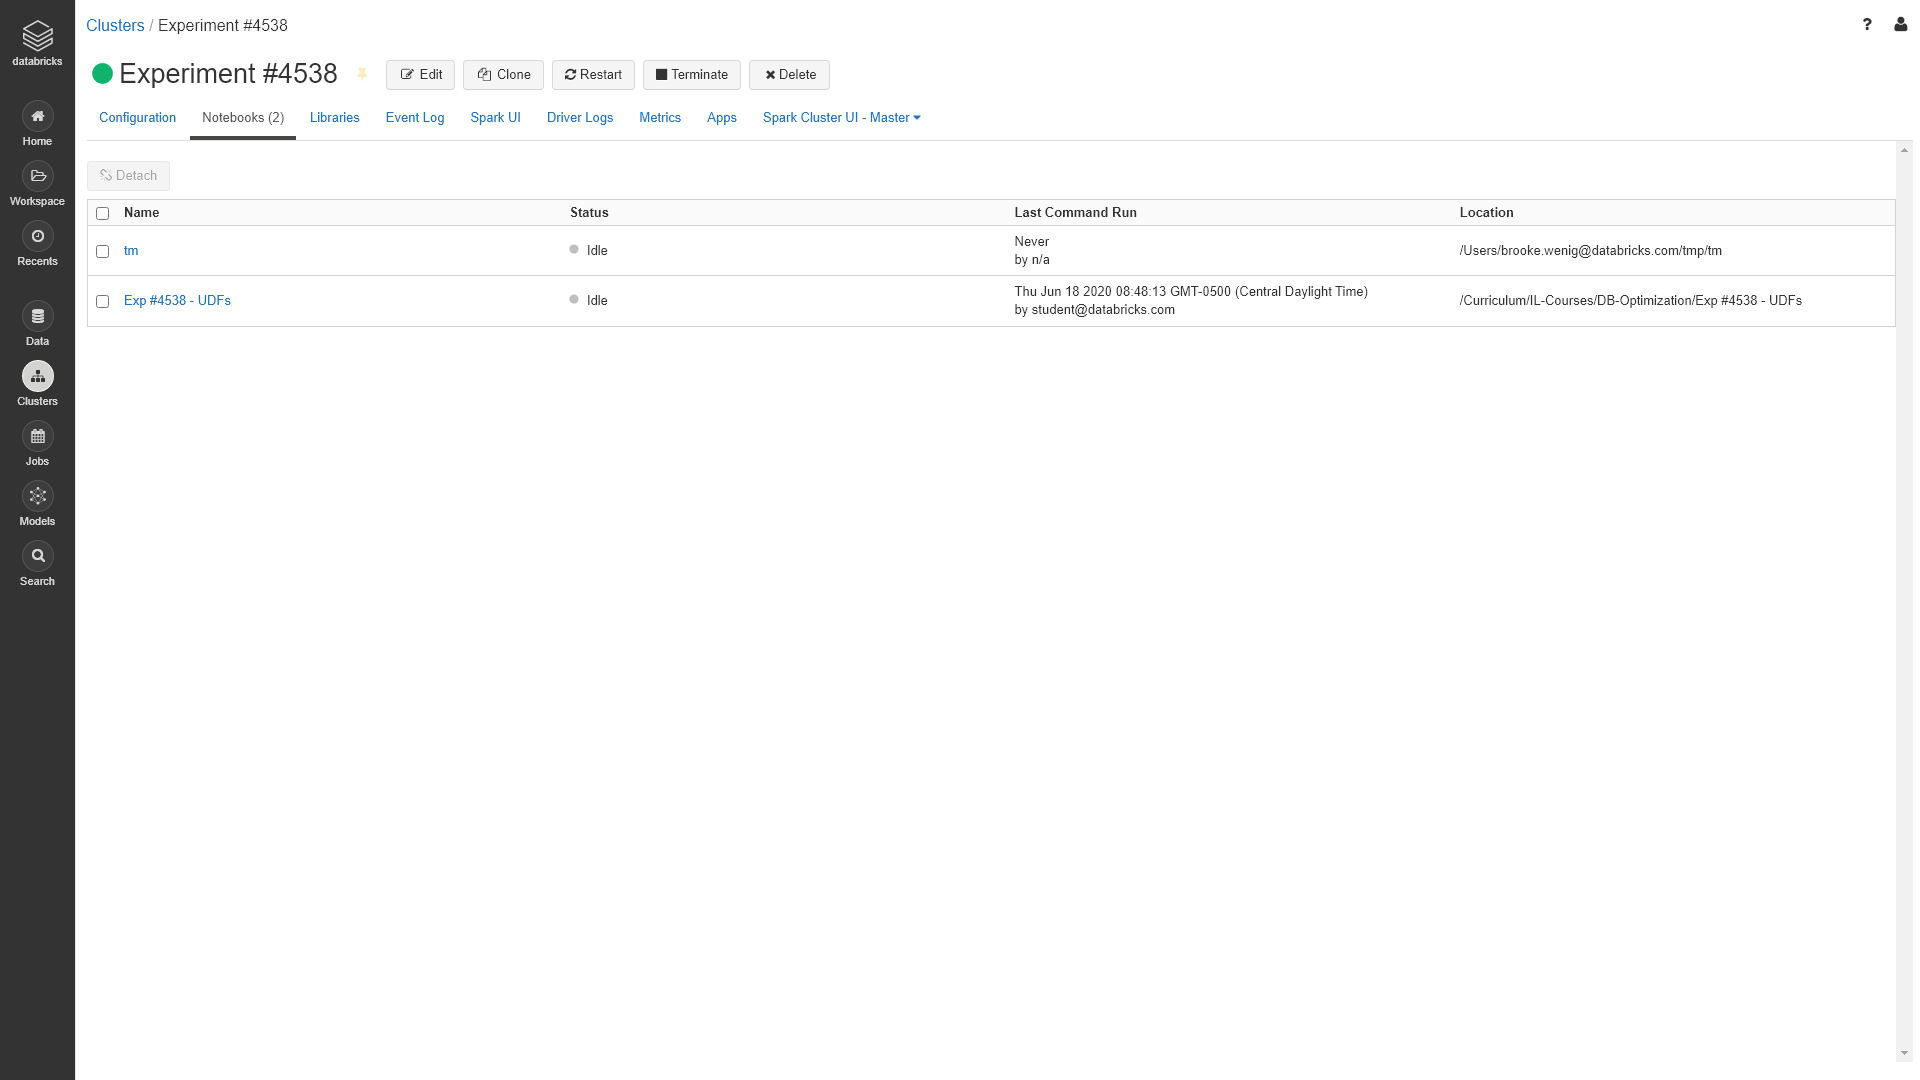 databricks
Home
Workspace
Recents
Data
Clusters
Jobs
Models
Search
Clusters / Experiment #4538
?
Experiment #4538
Edit
Clone
Restart
Terminate
Delete
Configuration
Notebooks (2)
Libraries
Event Log
Spark UI
Driver Logs
Metrics
Apps
Spark Cluster UI - Master
Detach
Name Status Last Command Run Location
tm Idle Never /Users/brooke.wenig@databricks.com/tmp/tm
by n/a
Exp #4538 - UDFs Idle Thu Jun 18 2020 08:48:13 GMT-0500 (Central Daylight Time) /Curriculum/IL-Courses/DB-Optimization/Exp #4538 - UDFs
by student@databricks.com